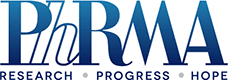 PhRMA
RESEARCH • PROGRESS • HOPE